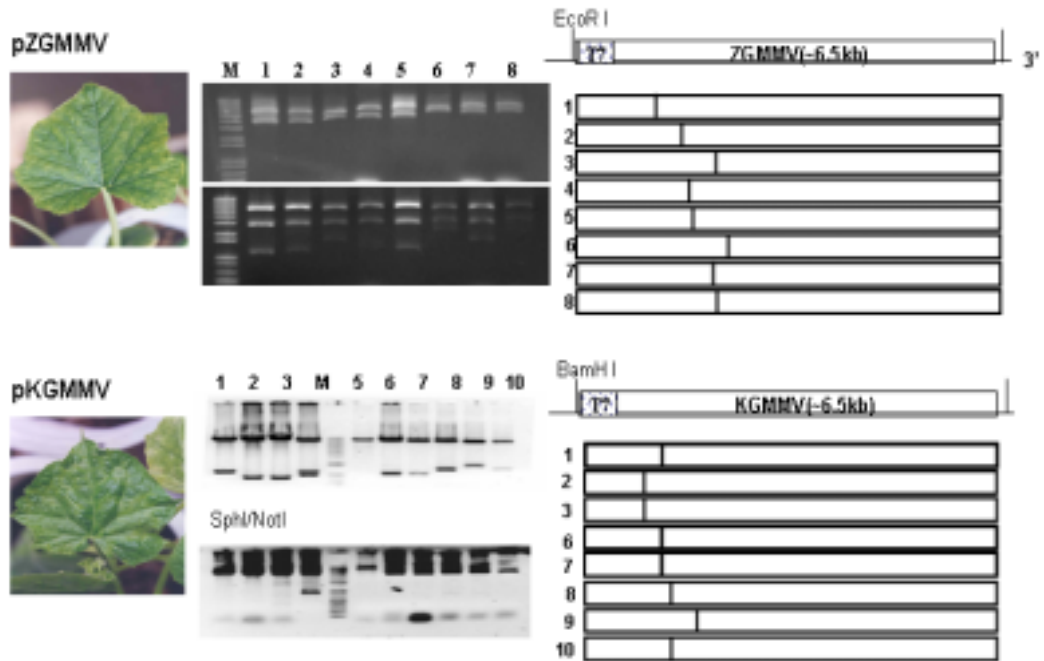 pZGMMV
M 1 2 3 4 5 6 7 8
EcoR I
T7 ZGMMV(~6.5kb)
3'
1
2
3
4
5
6
7
8
pKGMMV
1 2 3 M 5 6 7 8 9 10
SphI/NotI
BamH I
T7 KGMMV(~6.5kb)
1
2
3
6
7
8
9
10